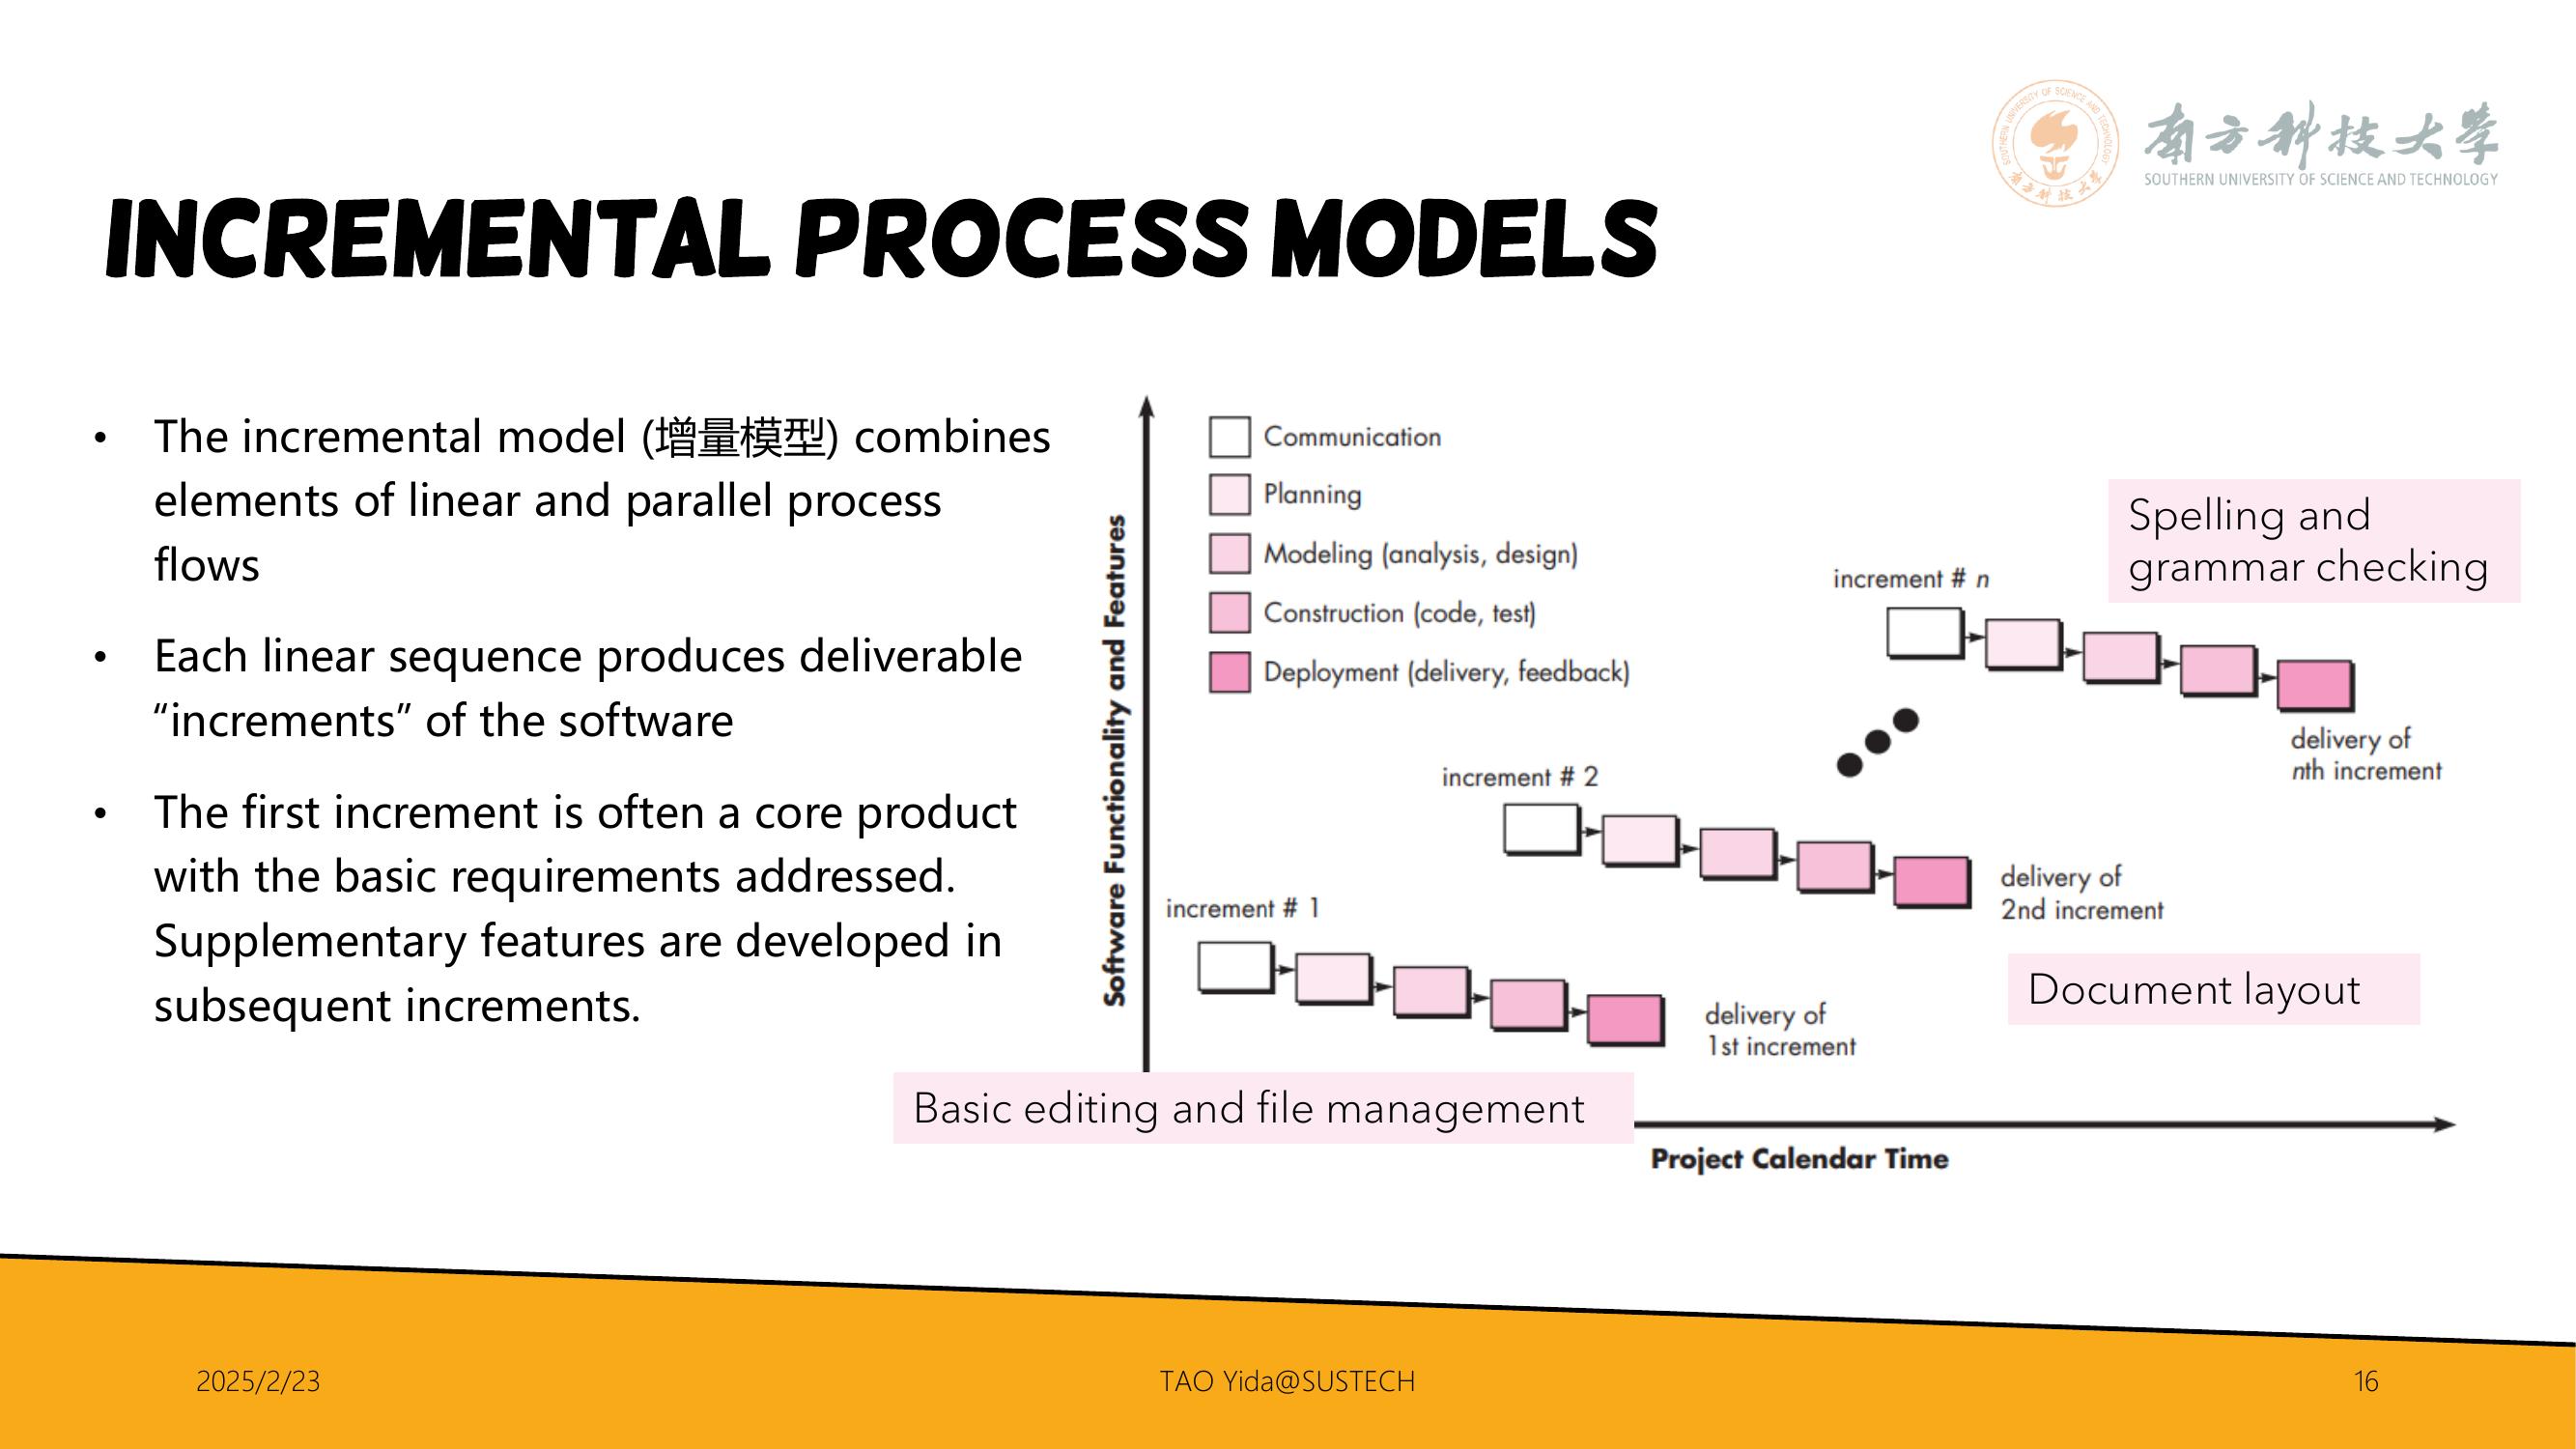 南方科技大学
SOUTHERN UNIVERSITY OF SCIENCE AND TECHNOLOGY
INCREMENTAL PROCESS MODELS
• The incremental model (增量模型) combines
elements of linear and parallel process
flows
• Each linear sequence produces deliverable
“increments” of the software
• The first increment is often a core product
with the basic requirements addressed.
Supplementary features are developed in
subsequent increments.
Software Functionality and Features
Communication
Planning
Modeling (analysis, design)
Construction (code, test)
Deployment (delivery, feedback)
Spelling and
grammar checking
increment # n
delivery of
nth increment
increment # 2
delivery of
2nd increment
Document layout
increment # 1
delivery of
1st increment
Basic editing and file management
Project Calendar Time
2025/2/23
TAO Yida@SUSTECH
16